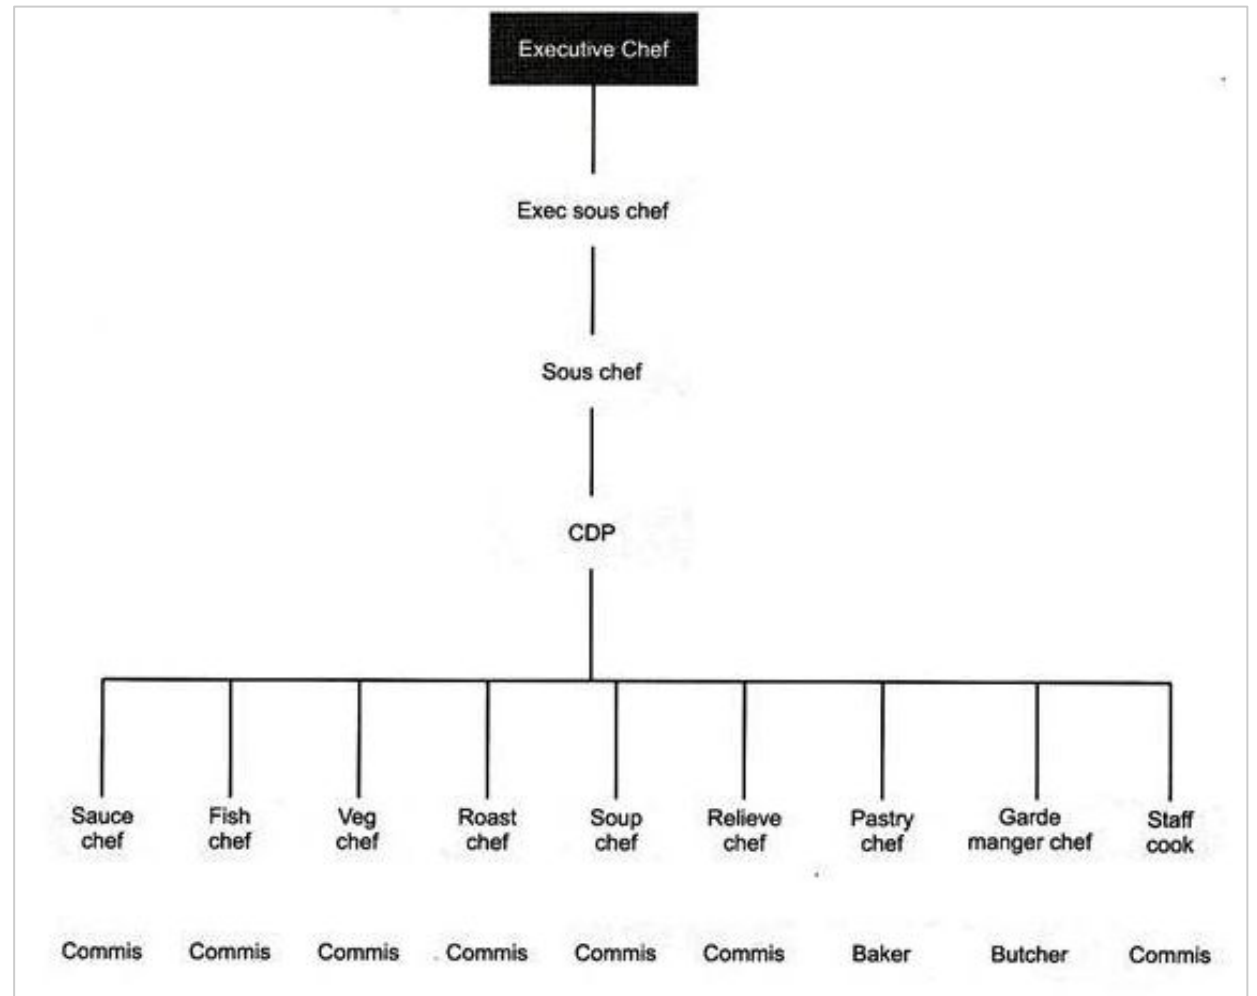 Executive Chef
Exec sous chef
Sous chef
CDP
Sauce chef
Fish chef
Veg chef
Roast chef
Soup chef
Relieve chef
Pastry chef
Garde manger chef
Staff cook
Commis
Commis
Commis
Commis
Commis
Commis
Baker
Butcher
Commis